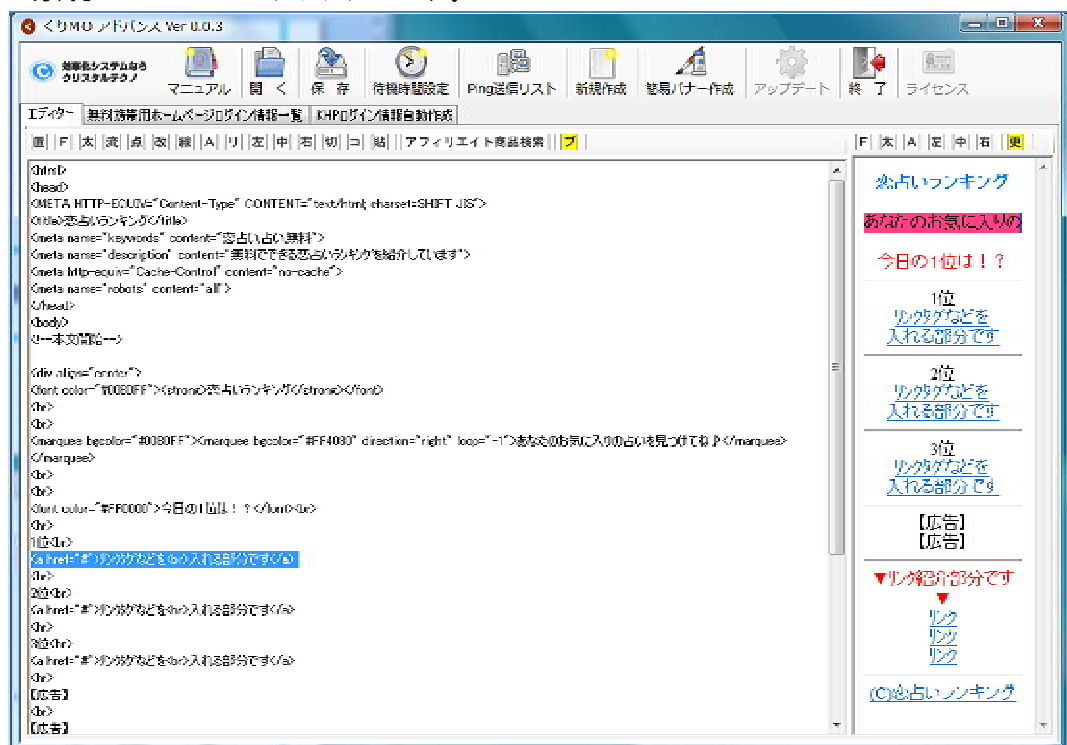 くりMO アドバンス Ver 0.0.3
効率化システムなら
クリスタルテクノ
マニュアル 開く 保存 待機時間設定 Ping送信リスト 新規作成 簡易バナー作成 アップデート 終了 ライセンス
エディター 無料携帯用ホームページログイン情報一覧 KHPログイン情報自動作成
置 F 太 流 点 改 線 A リ 左 中 右 切 コ 貼 アフィリエイト商品検索 ブ
F 太 A 左 中 右 更
<html>
<head>
<META HTTP-EQUIV="Content-Type" CONTENT="text/html; charset=SHIFT_JIS">
<title>恋占いランキング</title>
<meta name="keywords" content="恋占い,占い,無料">
<meta name="description" content="無料でできる恋占いランキングを紹介しています">
<meta http-equiv="Cache-Control" content="no-cache">
<meta name="robots" content="all">
</head>
<body>
<!--本文開始-->
<div align="center">
<font color="#0080FF"><strong>恋占いランキング</strong></font>
<hr>
<br>
<marquee bgcolor="#0080FF"><marquee bgcolor="#FF4080" direction="right" loop="-1">あなたのお気に入りの占いを見つけてね♪</marquee>
</marquee>
<br>
<br>
<font color="#FF0000">今日の1位は！？</font><br>
<hr>
1位<br>
<a href="#">リンクタグなどを<br>入れる部分です</a>
<hr>
2位<br>
<a href="#">リンクタグなどを<br>入れる部分です</a>
<hr>
3位<br>
<a href="#">リンクタグなどを<br>入れる部分です</a>
<hr>
【広告】
<br>
【広告】
恋占いランキング
あなたのお気に入りの
今日の1位は！？
1位
リンクタグなどを
入れる部分です
2位
リンクタグなどを
入れる部分です
3位
リンクタグなどを
入れる部分です
【広告】
【広告】
▼リンク紹介部分です
▼
リンク
リンク
リンク
(C)恋占いランキング